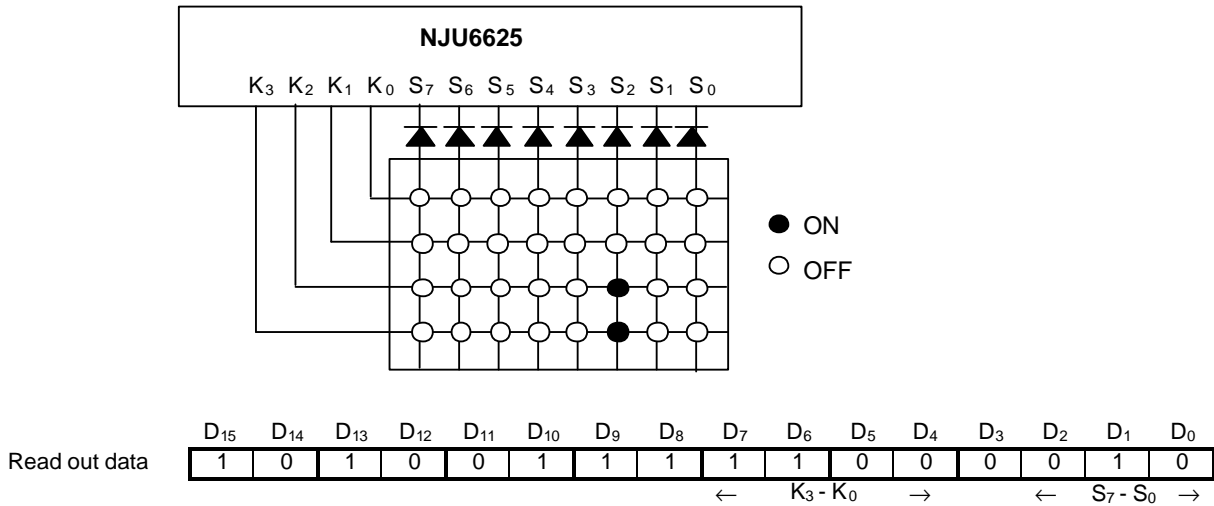 NJU6625
K3 K2 K1 K0 S7 S6 S5 S4 S3 S2 S1 S0
ON
OFF
D15 D14 D13 D12 D11 D10 D9 D8 D7 D6 D5 D4 D3 D2 D1 D0
Read out data 1 0 1 0 0 1 1 1 1 1 0 0 0 0 1 0
← K3 - K0 → ← S7 - S0 →